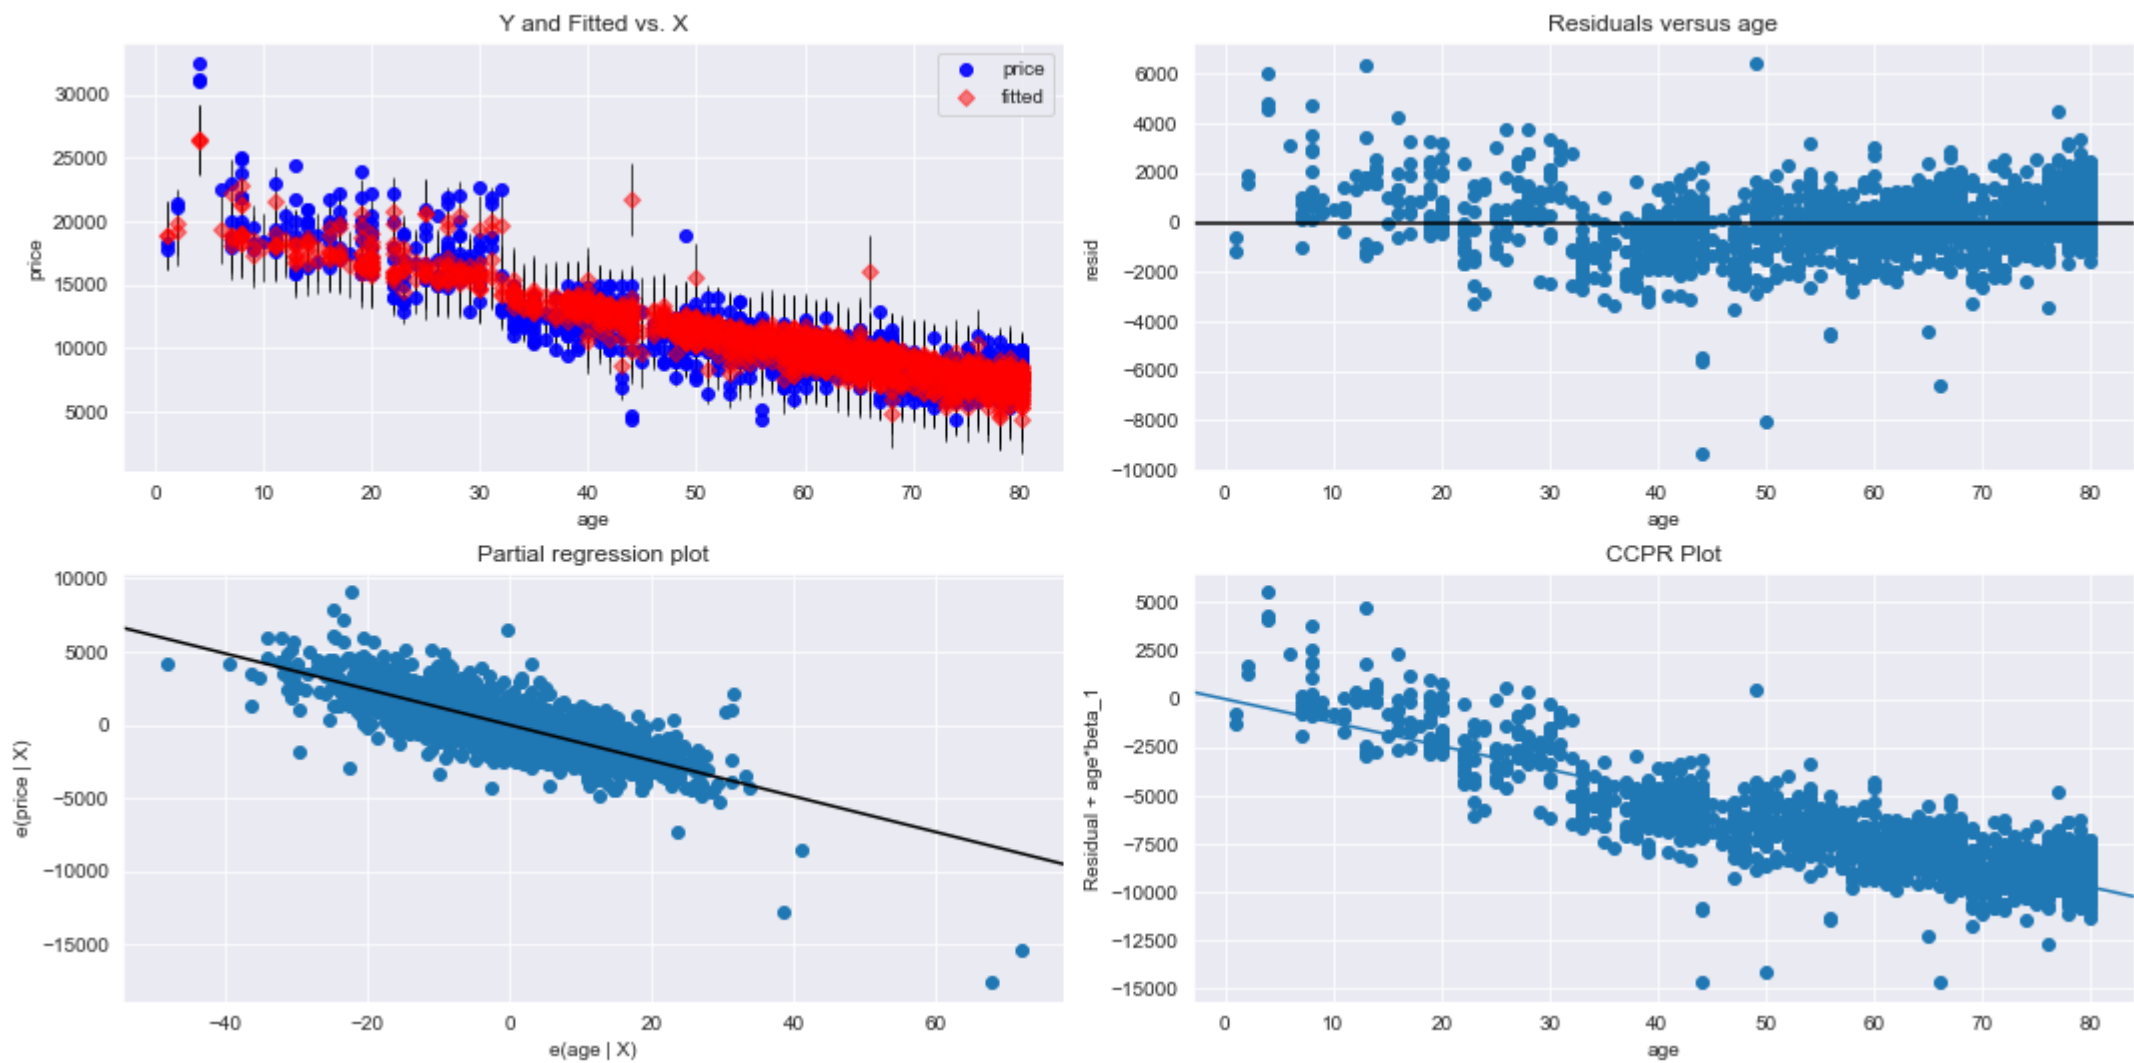 Y and Fitted vs. X
price
fitted
30000
25000
20000
15000
10000
5000
price
0 10 20 30 40 50 60 70 80
age
Residuals versus age
6000
4000
2000
0
−2000
−4000
−6000
−8000
−10000
resid
0 10 20 30 40 50 60 70 80
age
Partial regression plot
10000
5000
0
−5000
−10000
−15000
e(price | X)
−40 −20 0 20 40 60
e(age | X)
CCPR Plot
5000
2500
0
−2500
−5000
−7500
−10000
−12500
−15000
Residual + age*beta_1
0 10 20 30 40 50 60 70 80
age